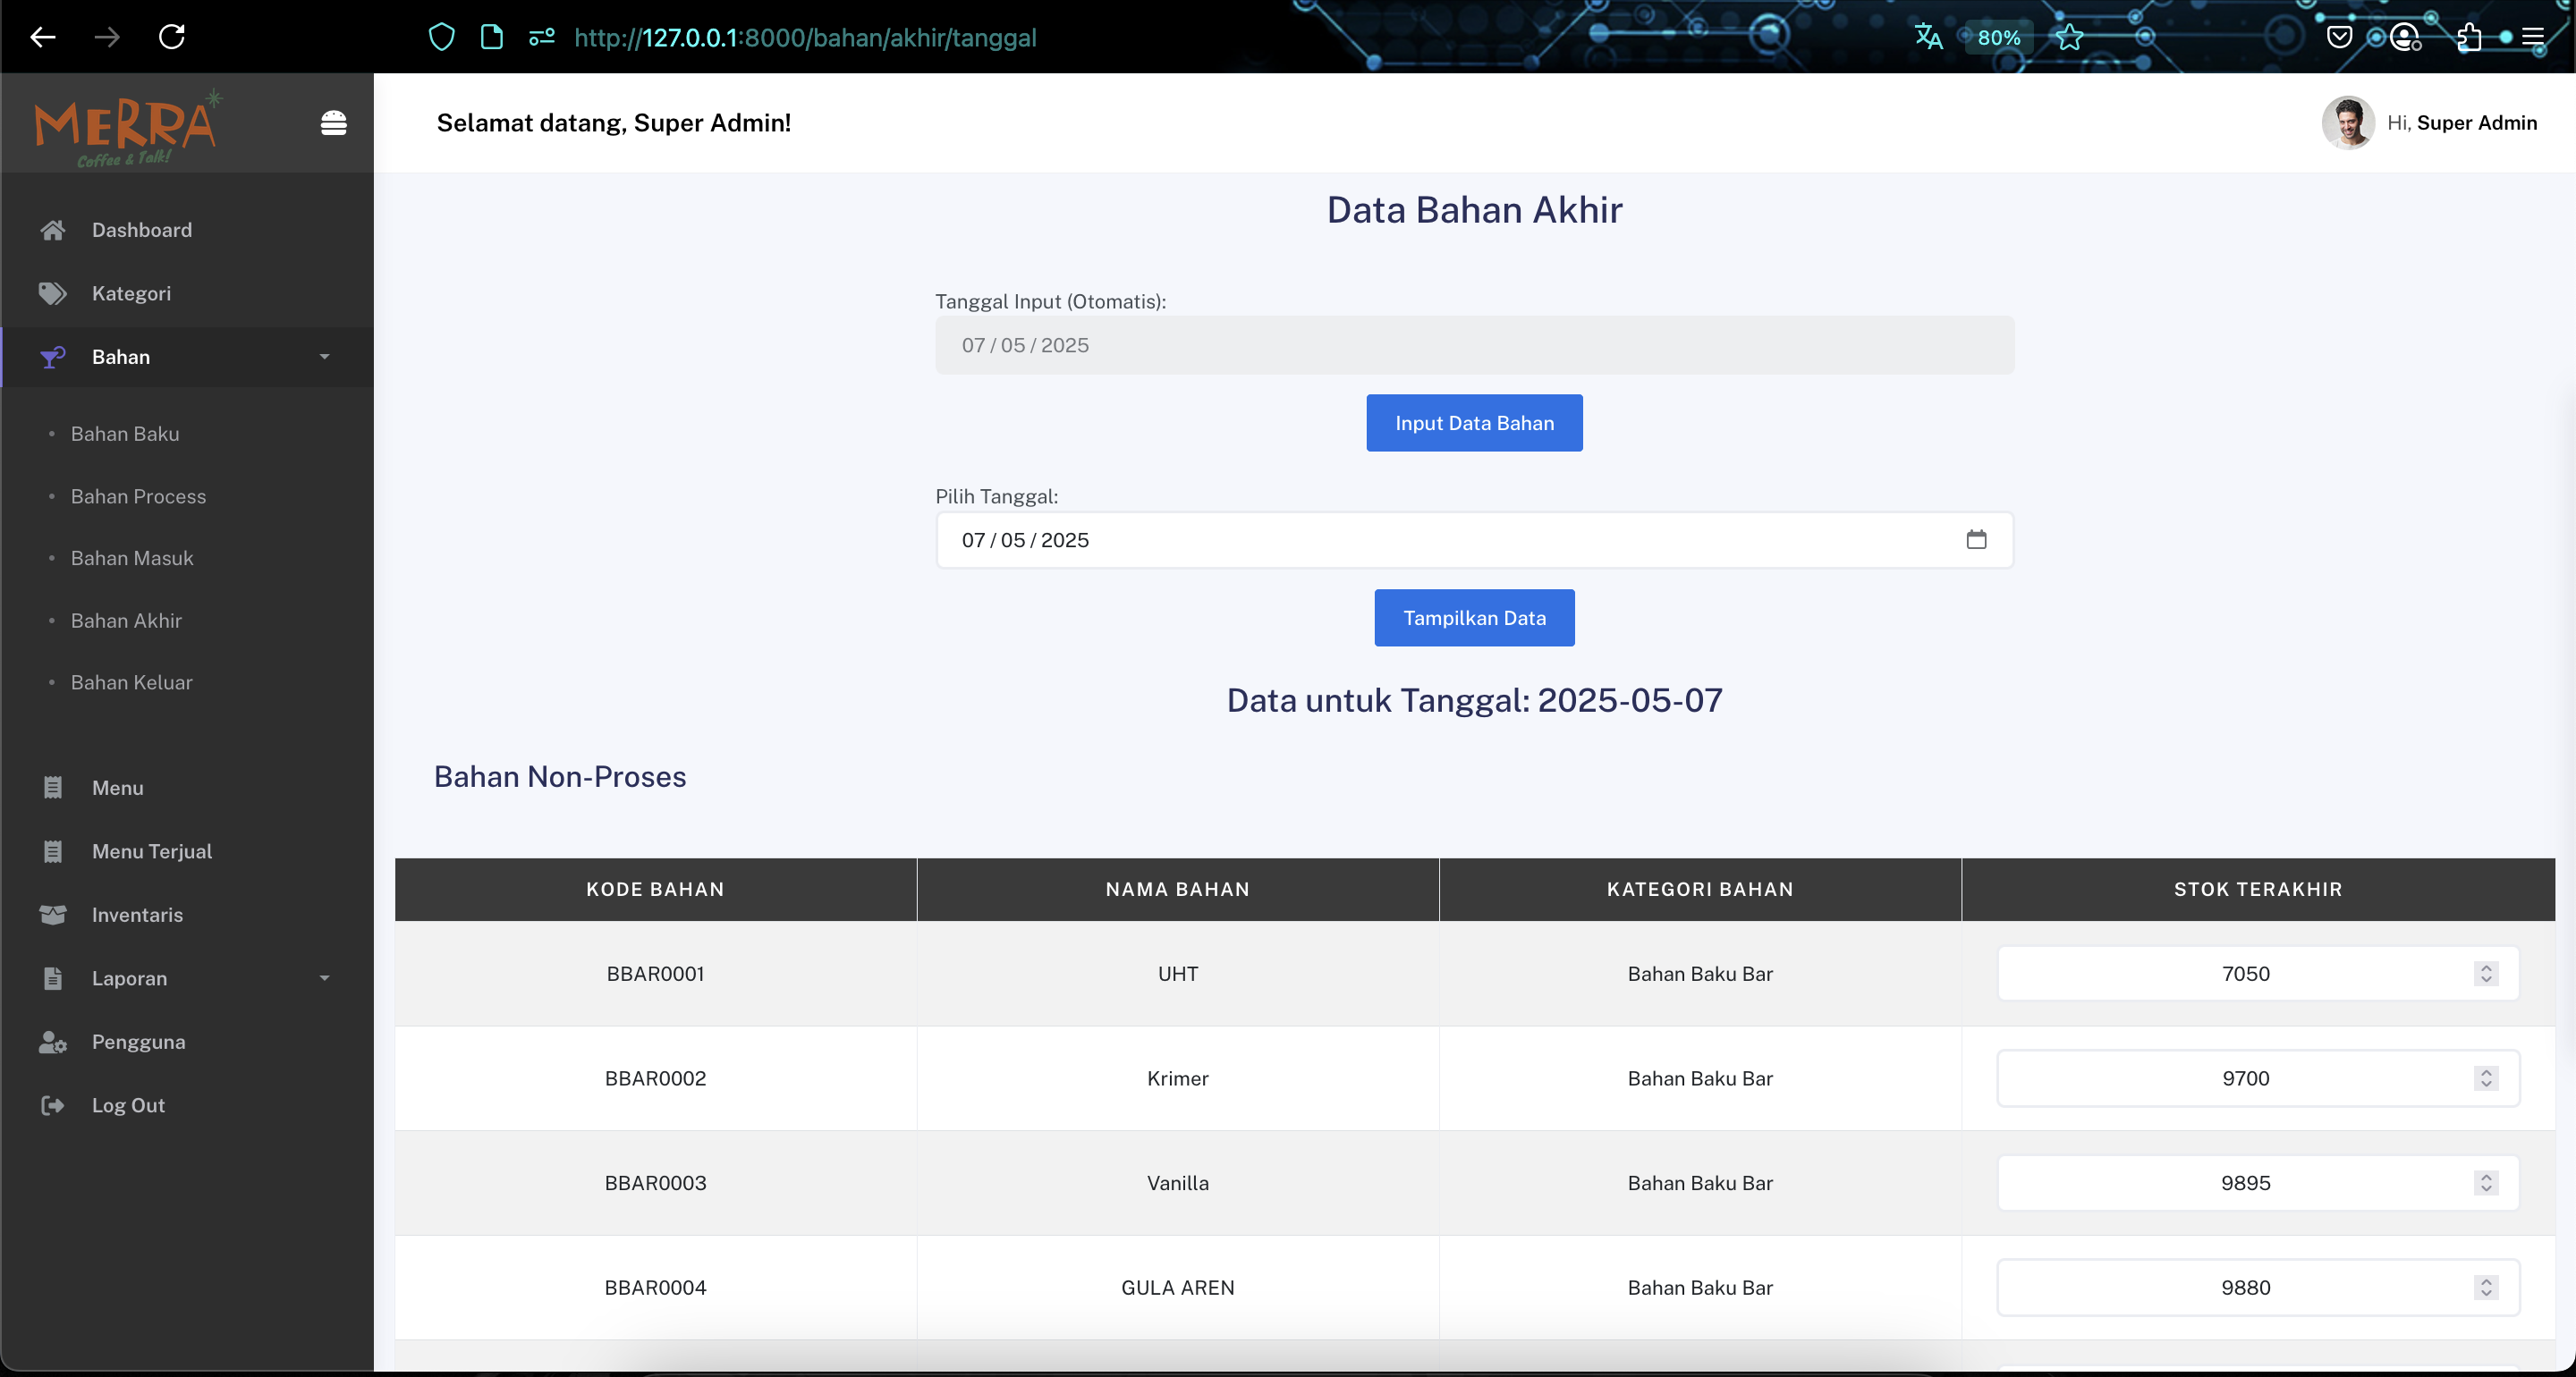 http://127.0.0.1:8000/bahan/akhir/tanggal
80%
MERRA
Coffee & Talk!
Selamat datang, Super Admin!
Hi, Super Admin
Dashboard
Kategori
Bahan
Bahan Baku
Bahan Process
Bahan Masuk
Bahan Akhir
Bahan Keluar
Menu
Menu Terjual
Inventaris
Laporan
Pengguna
Log Out
Data Bahan Akhir
Tanggal Input (Otomatis):
07 / 05 / 2025
Input Data Bahan
Pilih Tanggal:
07 / 05 / 2025
Tampilkan Data
Data untuk Tanggal: 2025-05-07
Bahan Non-Proses
KODE BAHAN NAMA BAHAN KATEGORI BAHAN STOK TERAKHIR
BBAR0001 UHT Bahan Baku Bar 7050
BBAR0002 Krimer Bahan Baku Bar 9700
BBAR0003 Vanilla Bahan Baku Bar 9895
BBAR0004 GULA AREN Bahan Baku Bar 9880